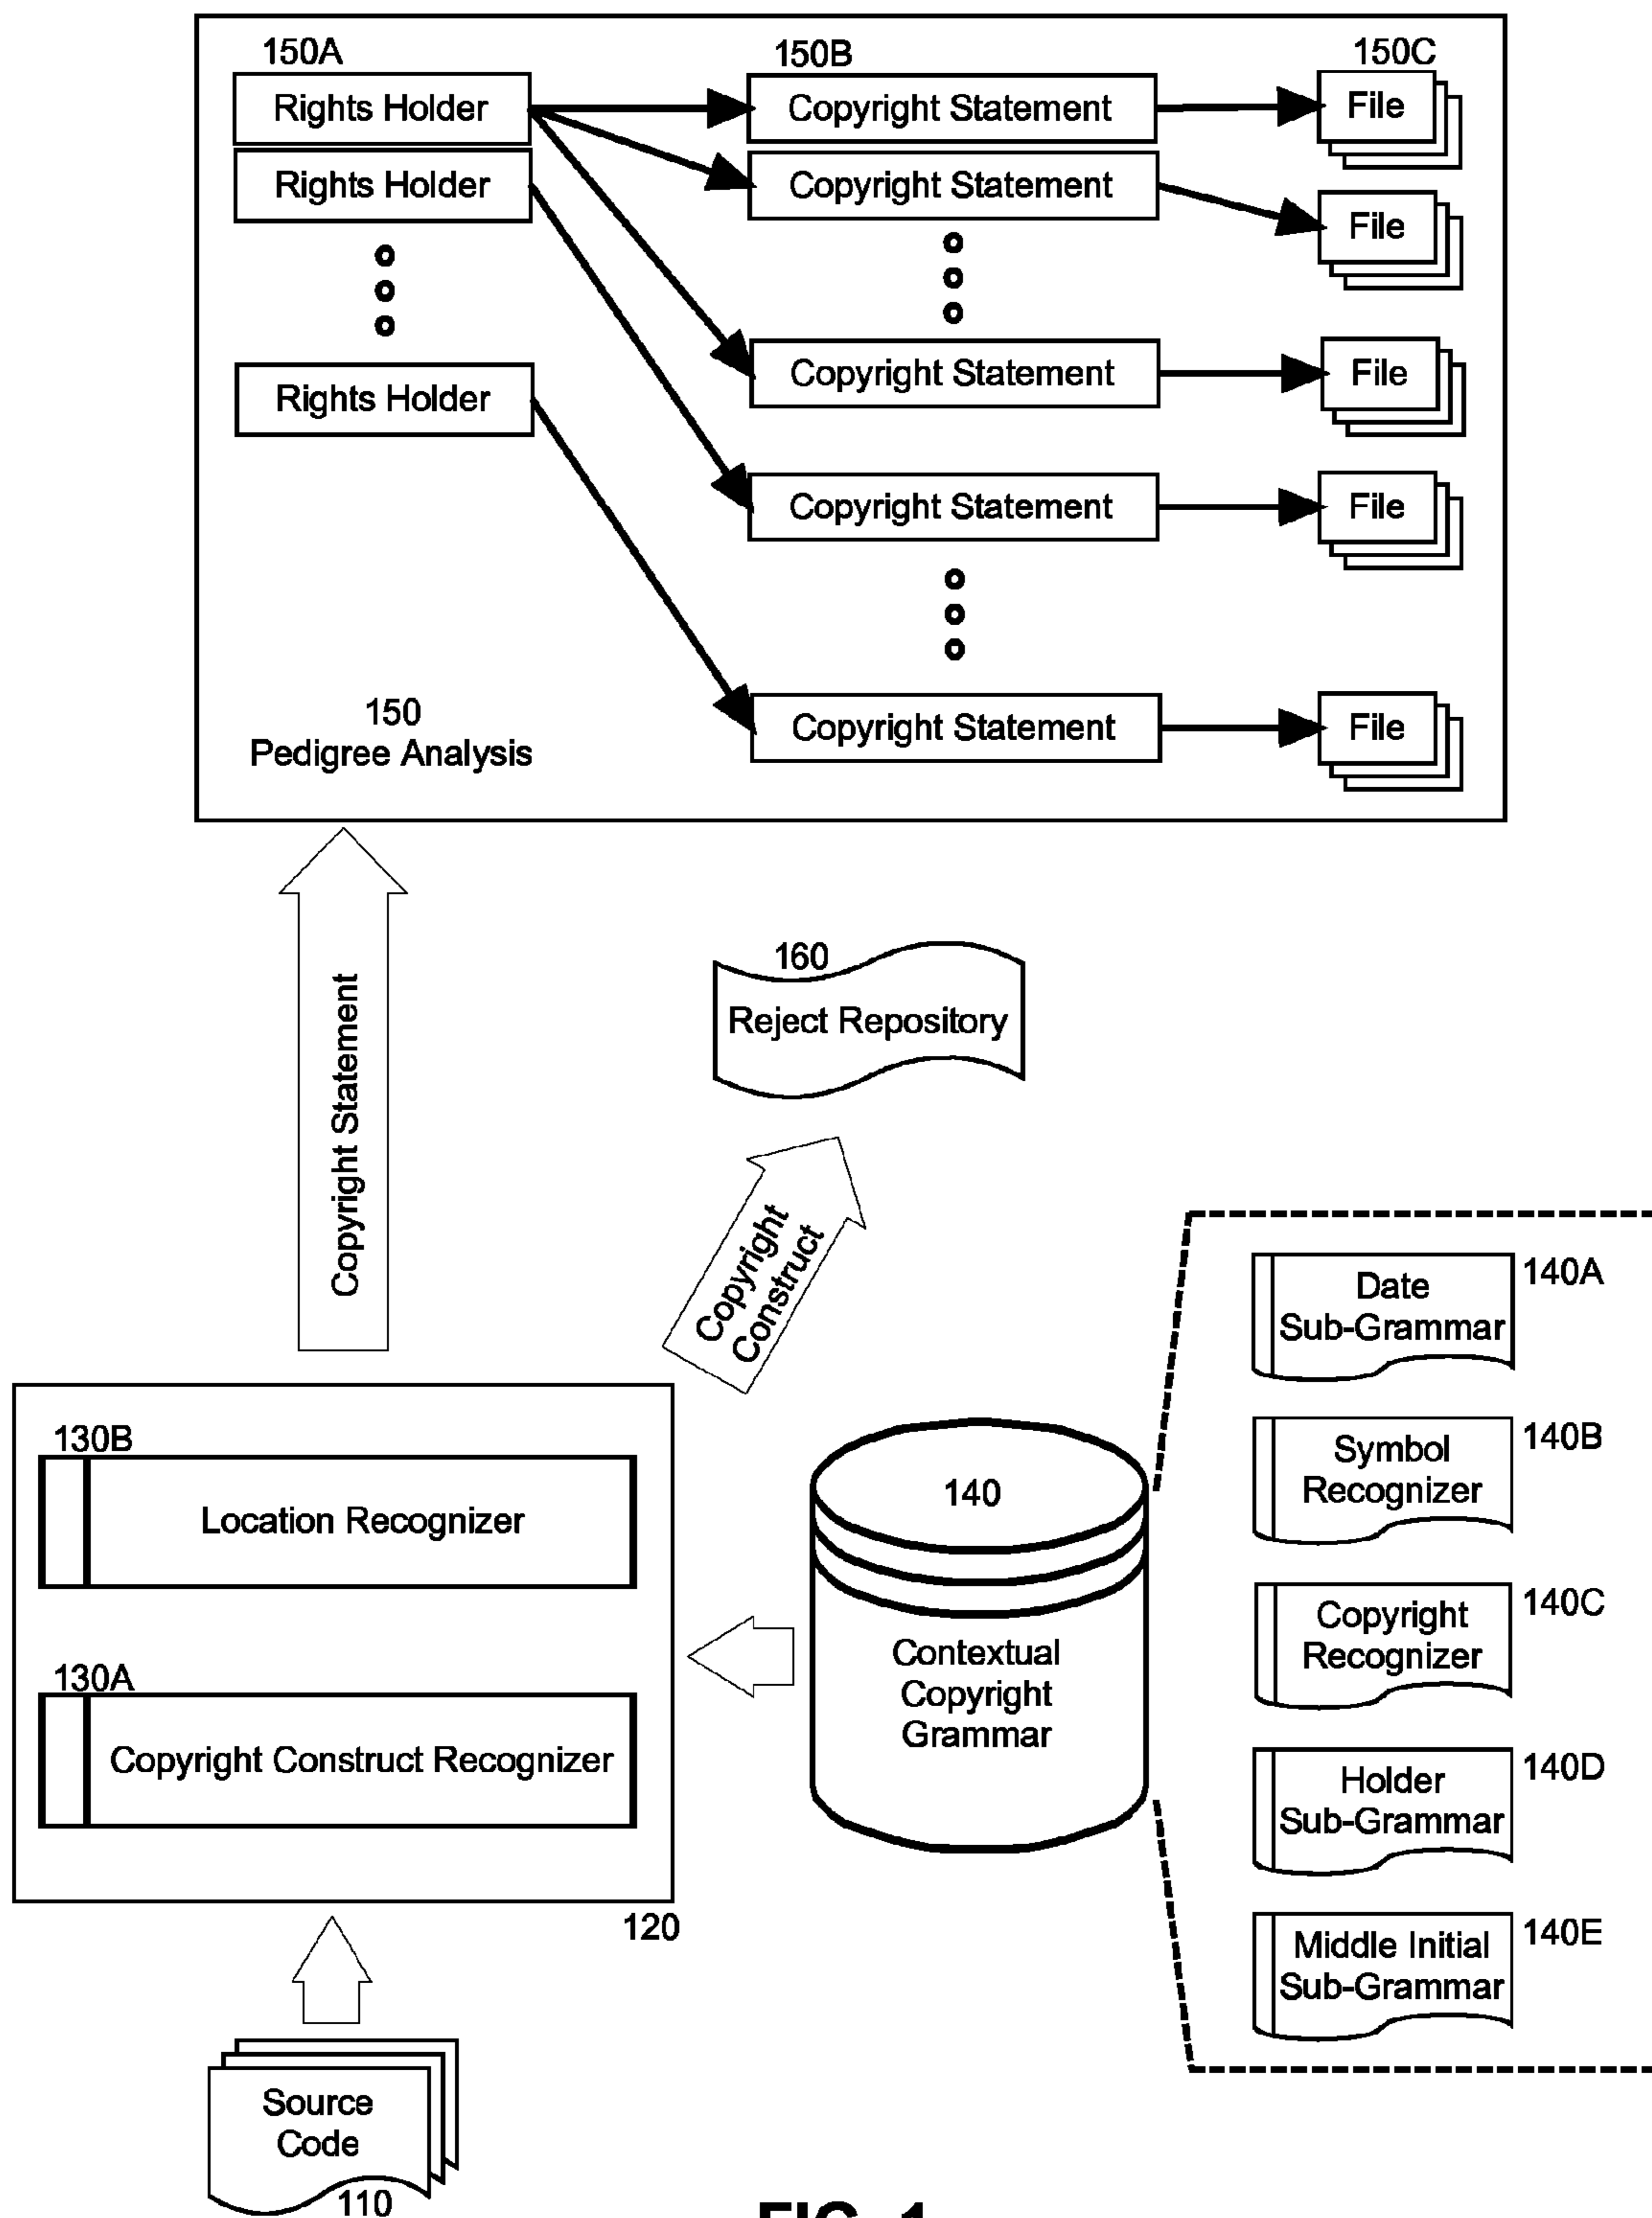 150A
150B
150C
Rights Holder
Copyright Statement
File
Rights Holder
Copyright Statement
File
Copyright Statement
File
Rights Holder
Copyright Statement
File
150
Pedigree Analysis
Copyright Statement
File
Copyright Statement
160
Reject Repository
Copyright
Construct
130B
Location Recognizer
130A
Copyright Construct Recognizer
120
140
Contextual
Copyright
Grammar
Date
Sub-Grammar
140A
Symbol
Recognizer
140B
Copyright
Recognizer
140C
Holder
Sub-Grammar
140D
Middle Initial
Sub-Grammar
140E
Source
Code
110
FIG. 1